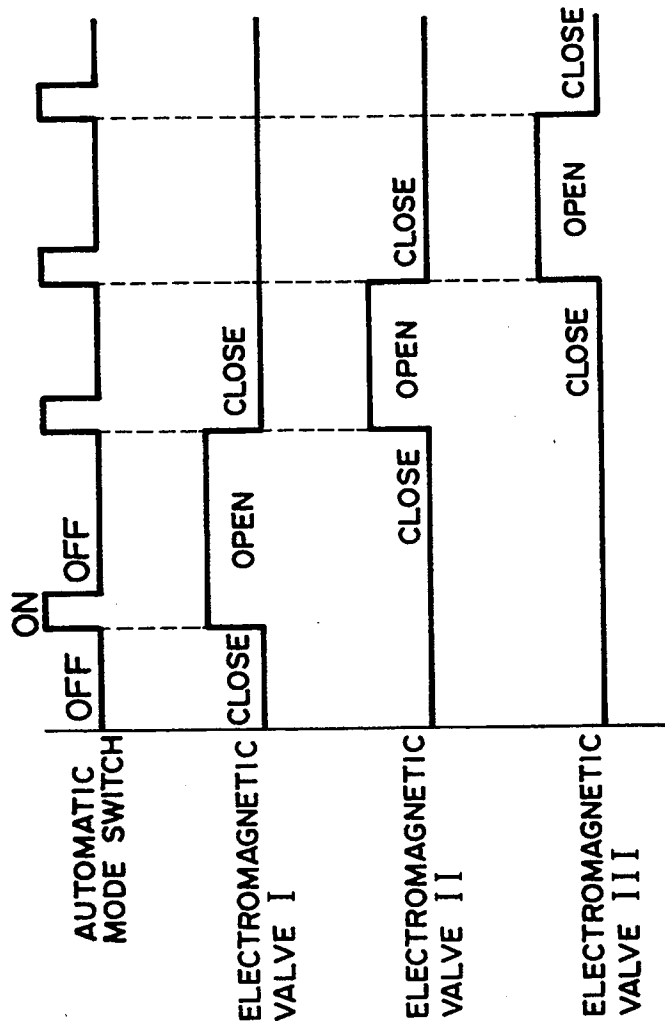 ON
OFF OFF
AUTOMATIC
MODE SWITCH
CLOSE OPEN CLOSE
ELECTROMAGNETIC
VALVE I
CLOSE OPEN CLOSE
ELECTROMAGNETIC
VALVE II
CLOSE OPEN CLOSE
ELECTROMAGNETIC
VALVE III